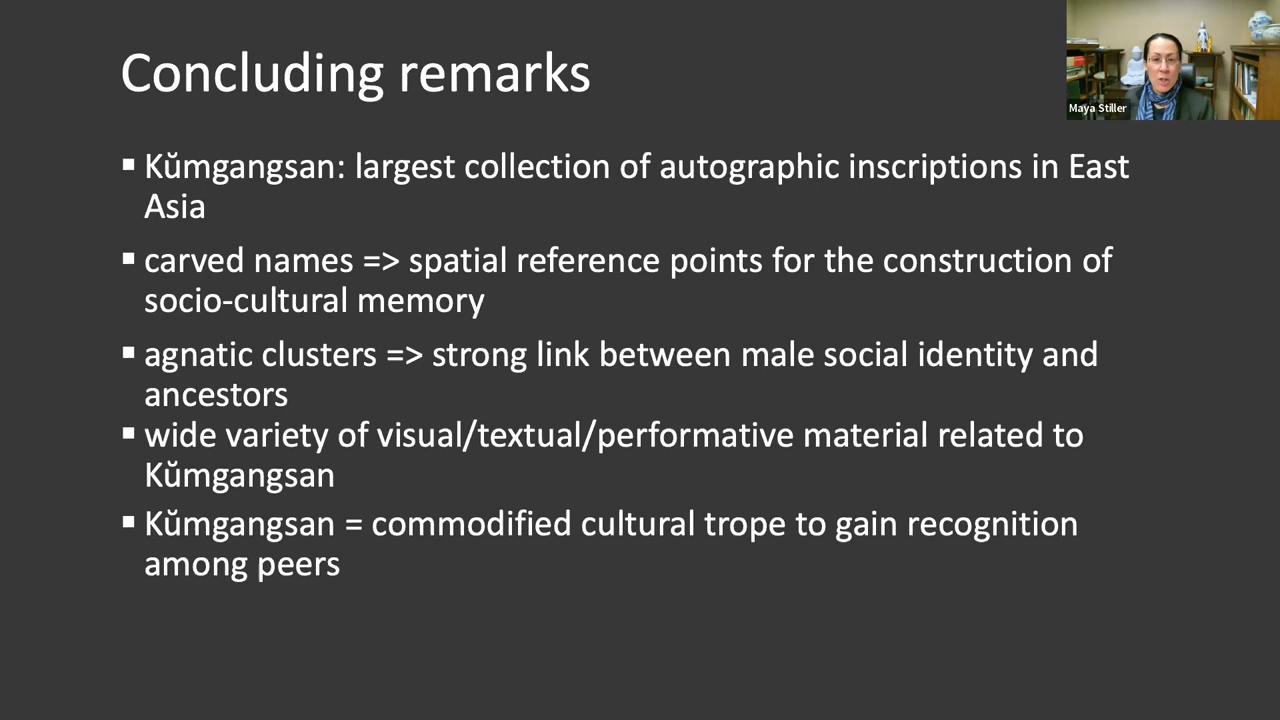 Concluding remarks
Maya Stiller
▪ Kŭmgangsan: largest collection of autographic inscriptions in East
Asia
▪ carved names => spatial reference points for the construction of
socio-cultural memory
▪ agnatic clusters => strong link between male social identity and
ancestors
▪ wide variety of visual/textual/performative material related to
Kŭmgangsan
▪ Kŭmgangsan = commodified cultural trope to gain recognition
among peers